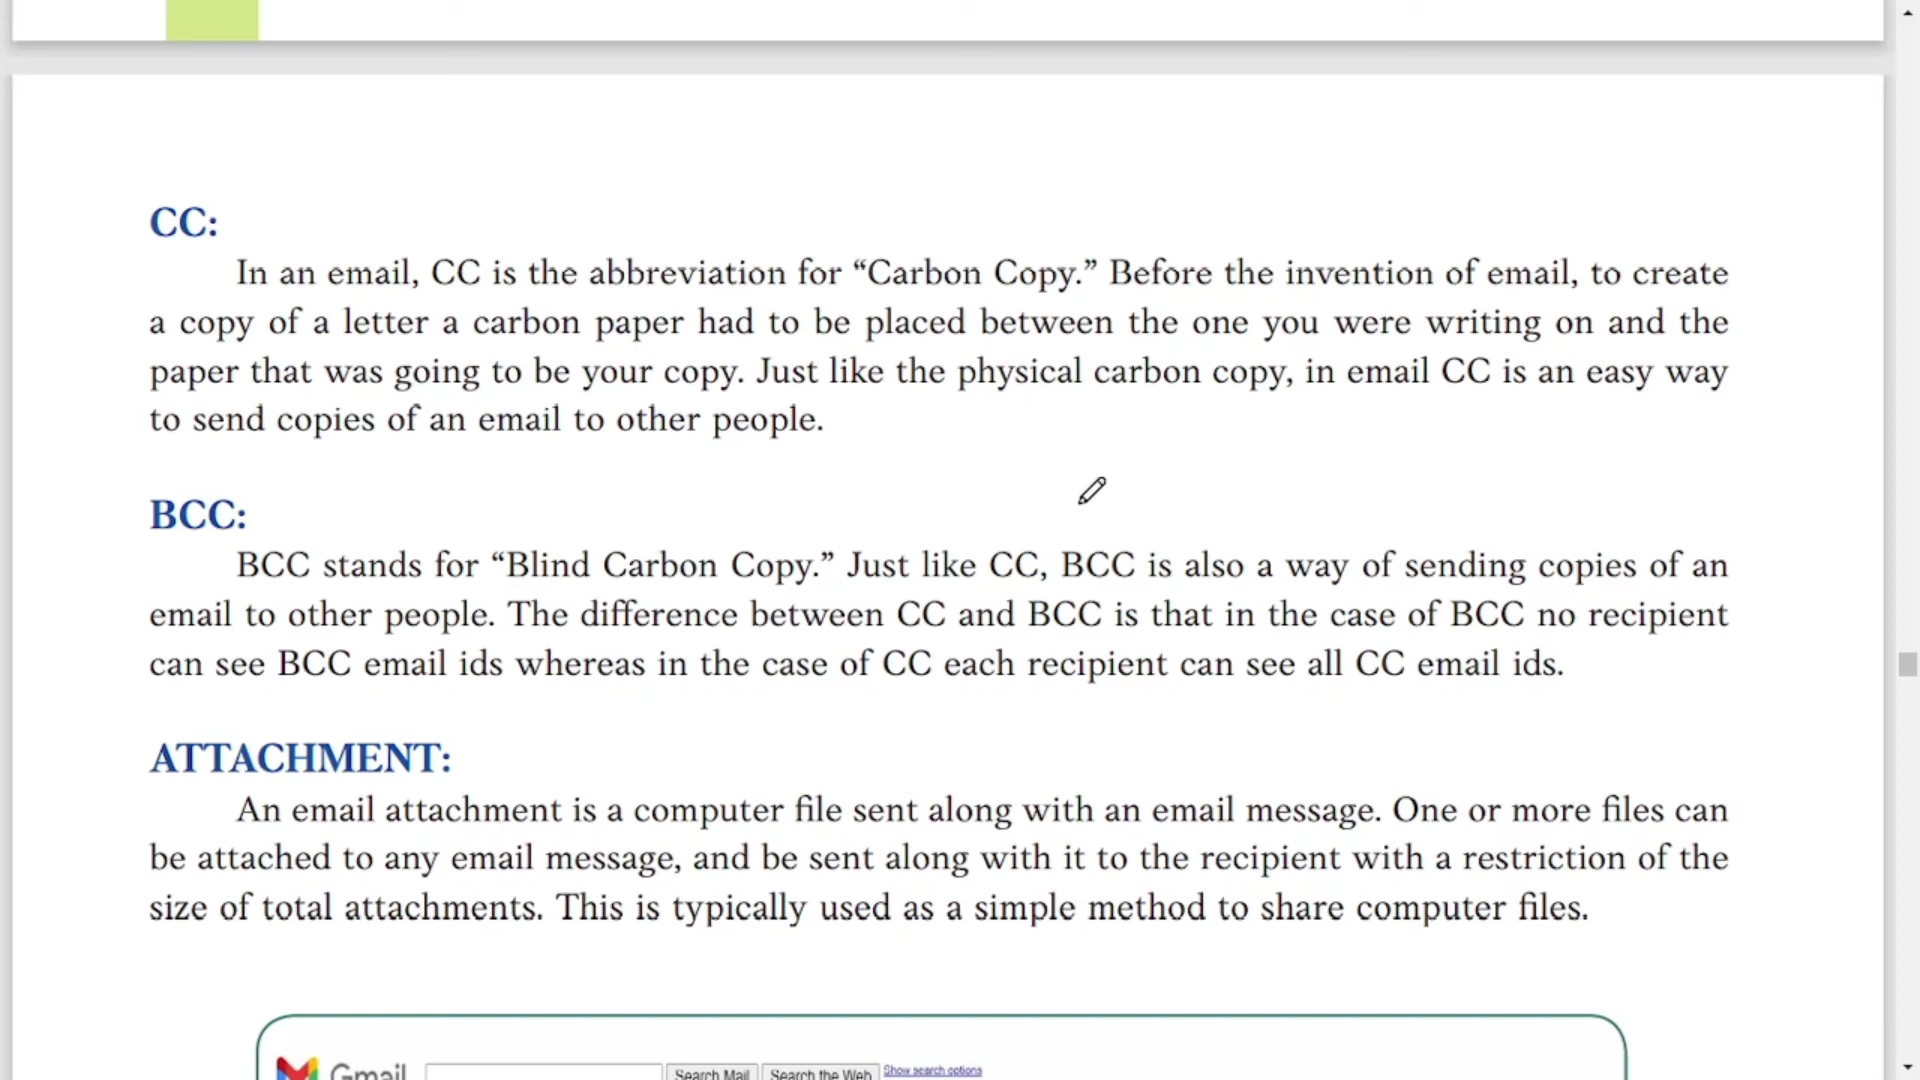 CC:
In an email, CC is the abbreviation for “Carbon Copy.” Before the invention of email, to create
a copy of a letter a carbon paper had to be placed between the one you were writing on and the
paper that was going to be your copy. Just like the physical carbon copy, in email CC is an easy way
to send copies of an email to other people.
BCC:
BCC stands for “Blind Carbon Copy.” Just like CC, BCC is also a way of sending copies of an
email to other people. The difference between CC and BCC is that in the case of BCC no recipient
can see BCC email ids whereas in the case of CC each recipient can see all CC email ids.
ATTACHMENT:
An email attachment is a computer file sent along with an email message. One or more files can
be attached to any email message, and be sent along with it to the recipient with a restriction of the
size of total attachments. This is typically used as a simple method to share computer files.
Gmail Search Mail Search the Web Show search options